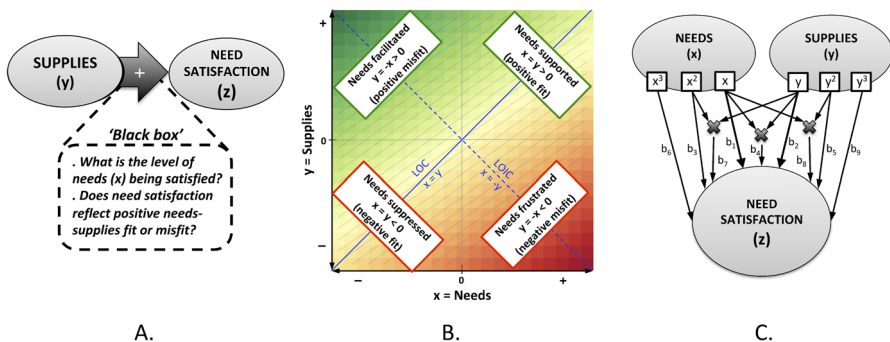 SUPPLIES
(y)
+
NEED
SATISFACTION
(z)
‘Black box’
. What is the level of
needs (x) being satisfied?
. Does need satisfaction
reflect positive needs-
supplies fit or misfit?
A.
y = Supplies
+
0
–
Needs facilitated
y = -x > 0
(positive misfit)
Needs supported
x = y > 0
(positive fit)
LOC
x = y
LOIC
x = -y
Needs suppressed
x = y < 0
(negative fit)
Needs frustrated
y = -x < 0
(negative misfit)
–
0
+
x = Needs
B.
NEEDS
(x)
SUPPLIES
(y)
x³
x²
x
y
y²
y³
b₆
b₃
b₇
b₁
b₄
b₂
b₈
b₅
b₉
NEED
SATISFACTION
(z)
C.